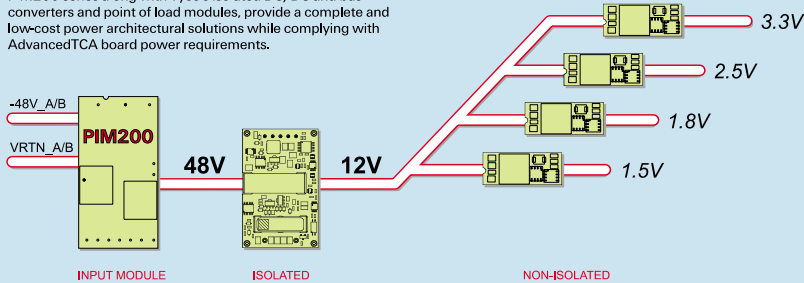 converters and point of load modules, provide a complete and
low-cost power architectural solutions while complying with
AdvancedTCA board power requirements.
3.3V
2.5V
1.8V
1.5V
-48V_A/B
VRTN_A/B
PIM200
48V
12V
INPUT MODULE
ISOLATED
NON-ISOLATED